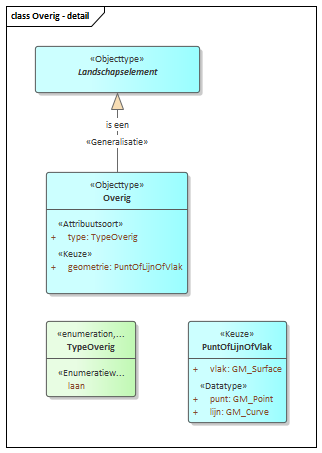 class Overig - detail
«Objecttype»
Landschapselement
is een
«Generalisatie»
«Objecttype»
Overig
«Attribuutsoort»
+ type: TypeOverig
«Keuze»
+ geometrie: PuntOfLijnOfVlak
«enumeration,...
TypeOverig
«Enumeratiew...
laan
«Keuze»
PuntOfLijnOfVlak
+ vlak: GM_Surface
«Datatype»
+ punt: GM_Point
+ lijn: GM_Curve